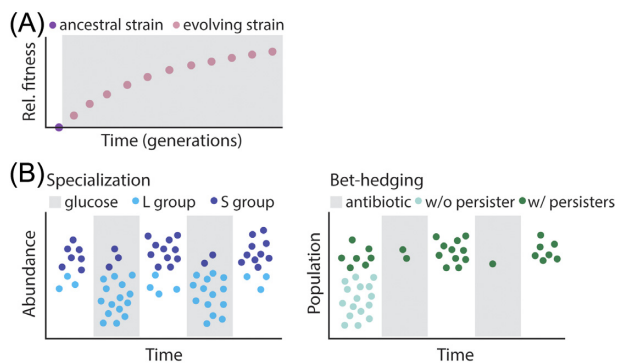 (A)
ancestral strain evolving strain
Rel. fitness
Time (generations)
(B)
Specialization
glucose L group S group
Abundance
Time
Bet-hedging
antibiotic w/o persister w/ persisters
Population
Time